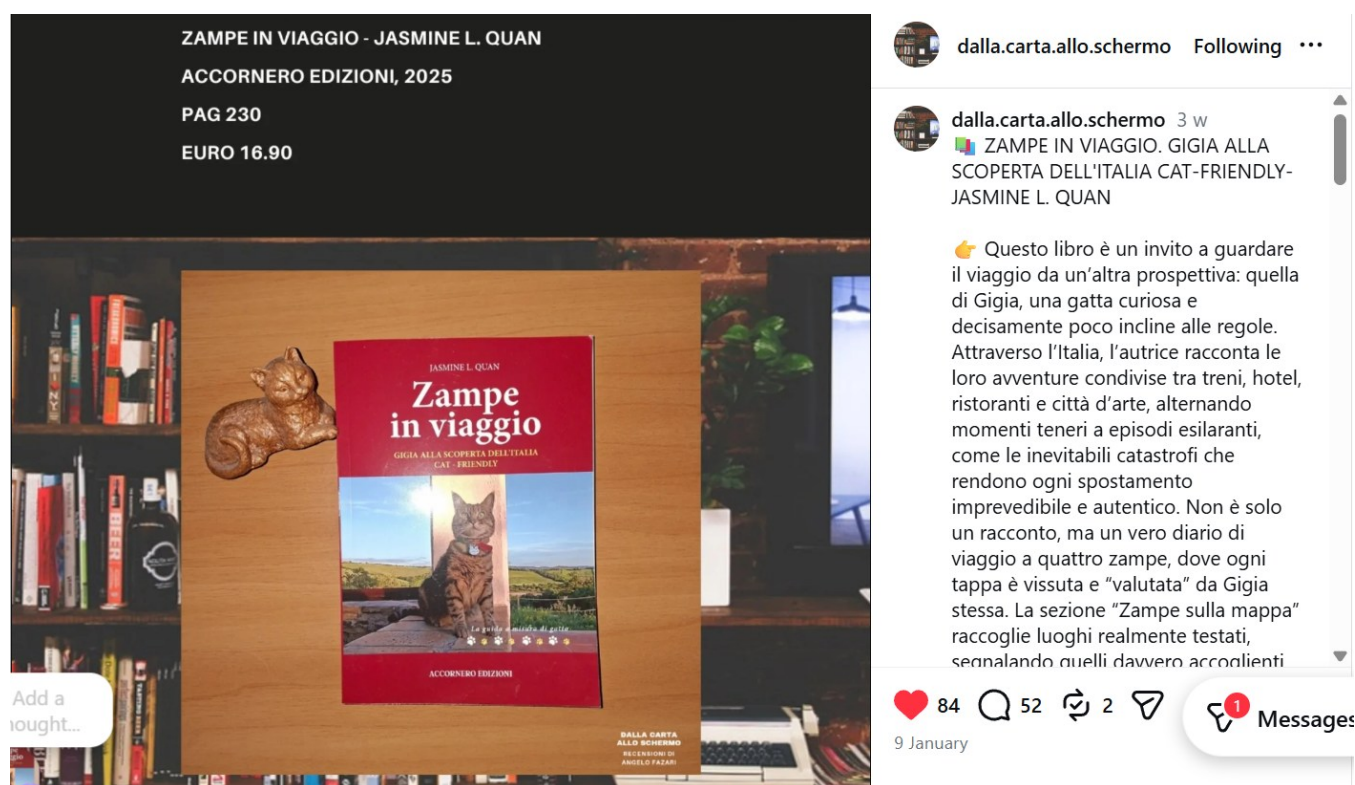 ZAMPE IN VIAGGIO - JASMINE L. QUAN
ACCORNERO EDIZIONI, 2025
PAG 230
EURO 16.90
JASMINE L. QUAN
Zampe
in viaggio
GIGIA ALLA SCOPERTA DELL'ITALIA
CAT - FRIENDLY
La guida a misura di gatto
ACCORNERO EDIZIONI
DALLA CARTA
ALLO SCHERMO
RECENSIONI DI
ANGELO FAZARI
Add a
hought...
dalla.carta.allo.schermo Following
dalla.carta.allo.schermo 3 w
ZAMPE IN VIAGGIO. GIGIA ALLA
SCOPERTA DELL'ITALIA CAT-FRIENDLY-
JASMINE L. QUAN
Questo libro è un invito a guardare
il viaggio da un’altra prospettiva: quella
di Gigia, una gatta curiosa e
decisamente poco incline alle regole.
Attraverso l’Italia, l’autrice racconta le
loro avventure condivise tra treni, hotel,
ristoranti e città d’arte, alternando
momenti teneri a episodi esilaranti,
come le inevitabili catastrofi che
rendono ogni spostamento
imprevedibile e autentico. Non è solo
un racconto, ma un vero diario di
viaggio a quattro zampe, dove ogni
tappa è vissuta e “valutata” da Gigia
stessa. La sezione “Zampe sulla mappa”
raccoglie luoghi realmente testati,
segnalando quelli davvero accoglienti
84 52 2
1
Messages
9 January